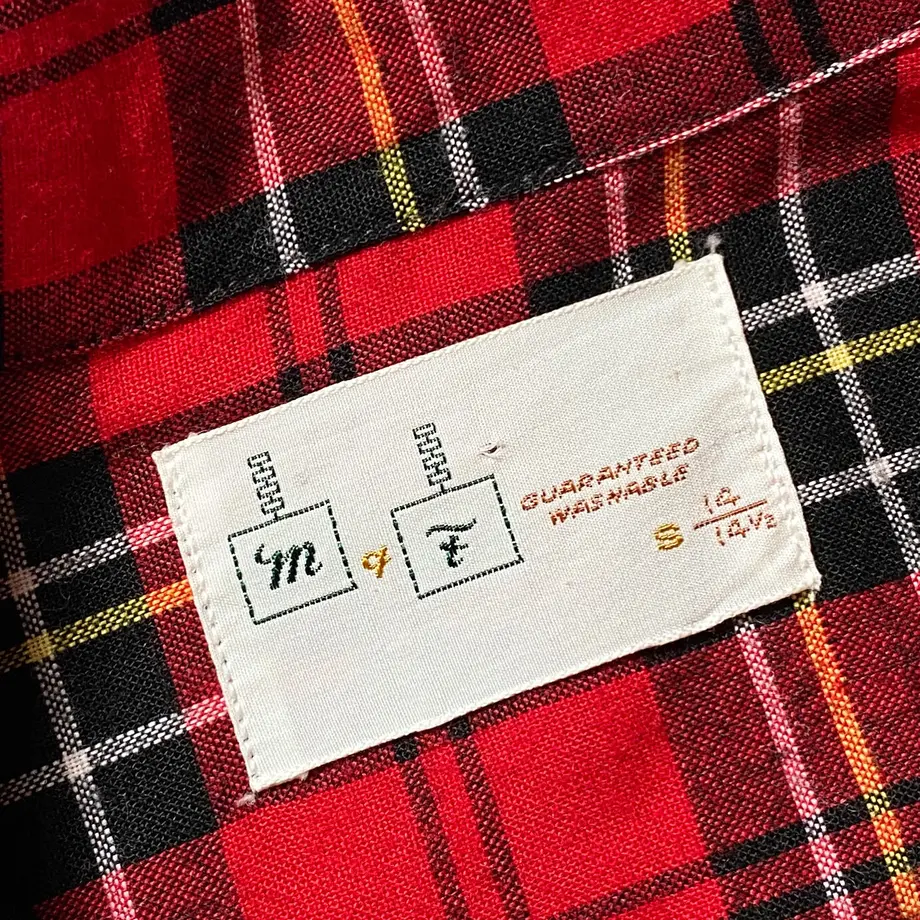 M & F
GUARANTEED
WASHABLE
S 14
14½